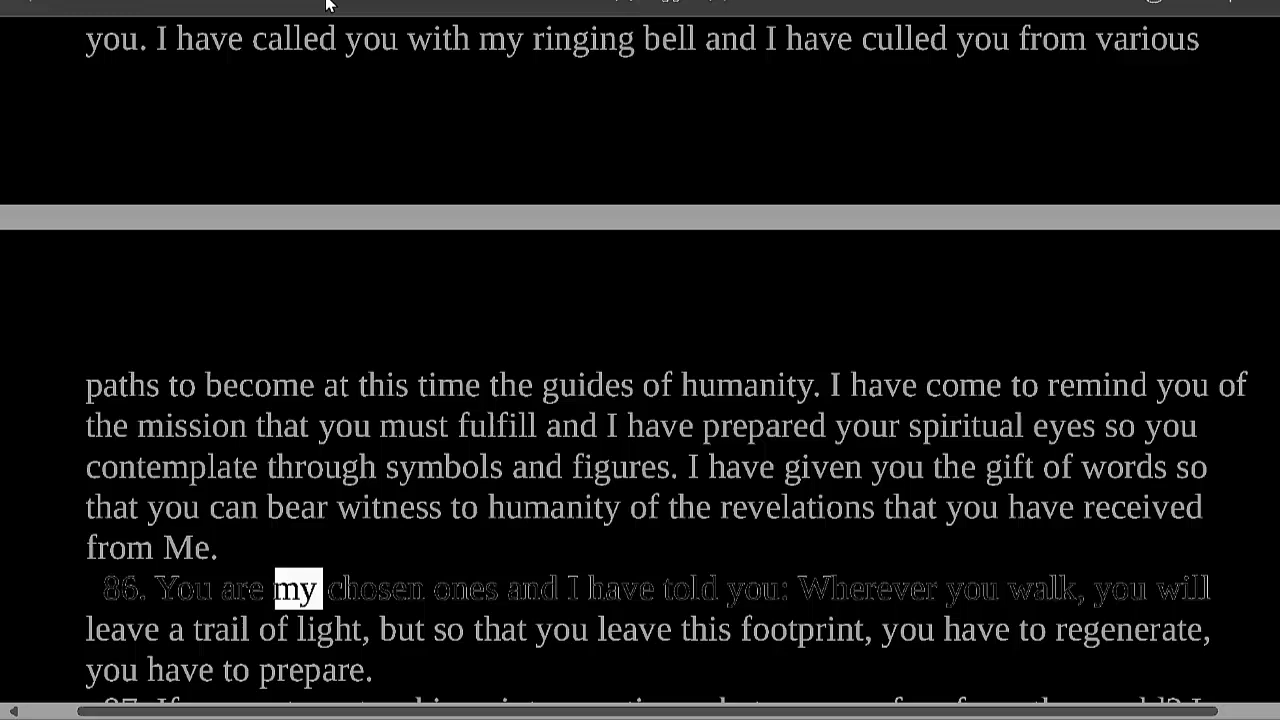 you. I have called you with my ringing bell and I have culled you from various
paths to become at this time the guides of humanity. I have come to remind you of
the mission that you must fulfill and I have prepared your spiritual eyes so you
contemplate through symbols and figures. I have given you the gift of words so
that you can bear witness to humanity of the revelations that you have received
from Me.
86. You are my chosen ones and I have told you: Wherever you walk, you will
leave a trail of light, but so that you leave this footprint, you have to regenerate,
you have to prepare.